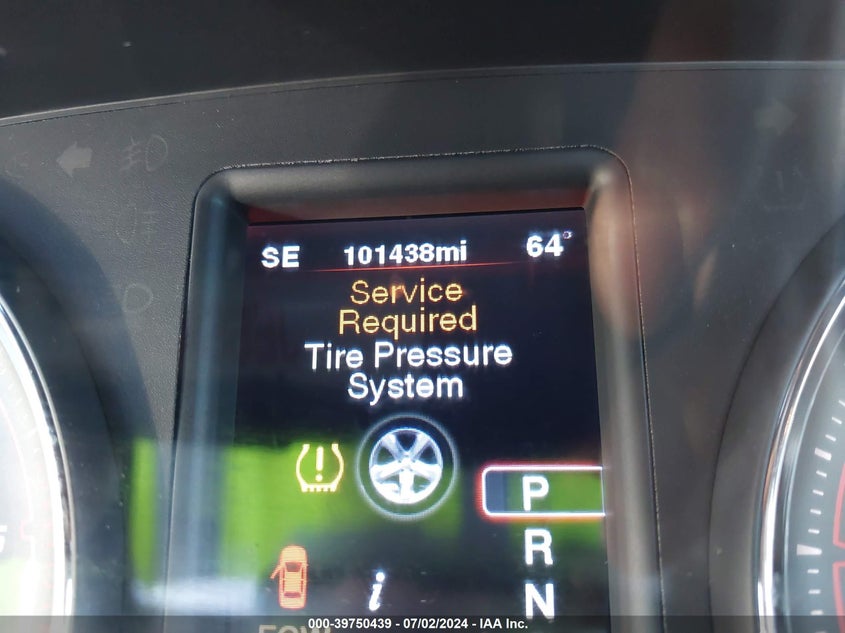 SE 101438mi 64°
Service
Required
Tire Pressure
System
P
R
i N
000-39750439 - 07/02/2024 - IAA Inc.